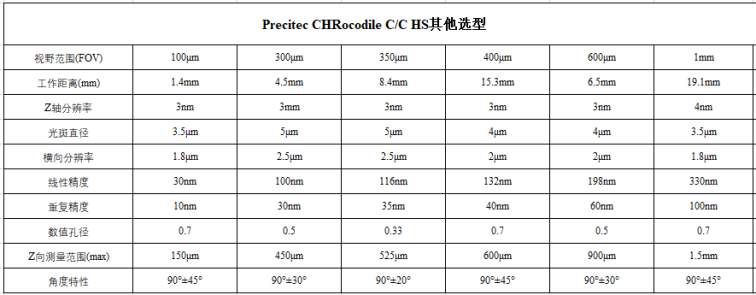 Precitec CHRocodile C/C HS其他选型
视野范围(FOV) 100μm 300μm 350μm 400μm 600μm 1mm
工作距离(mm) 1.4mm 4.5mm 8.4mm 15.3mm 6.5mm 19.1mm
Z轴分辨率 3nm 3mm 3nm 3nm 3nm 4nm
光斑直径 3.5μm 5μm 5μm 4μm 4μm 3.5μm
横向分辨率 1.8μm 2.5μm 2.5μm 2μm 2μm 1.8μm
线性精度 30nm 100nm 116nm 132nm 198nm 330nm
重复精度 10nm 30nm 35nm 40nm 60nm 100nm
数值孔径 0.7 0.5 0.33 0.7 0.5 0.7
Z向测量范围(max) 150μm 450μm 525μm 600μm 900μm 1.5mm
角度特性 90°±45° 90°±30° 90°±20° 90°±45° 90°±30° 90°±45°